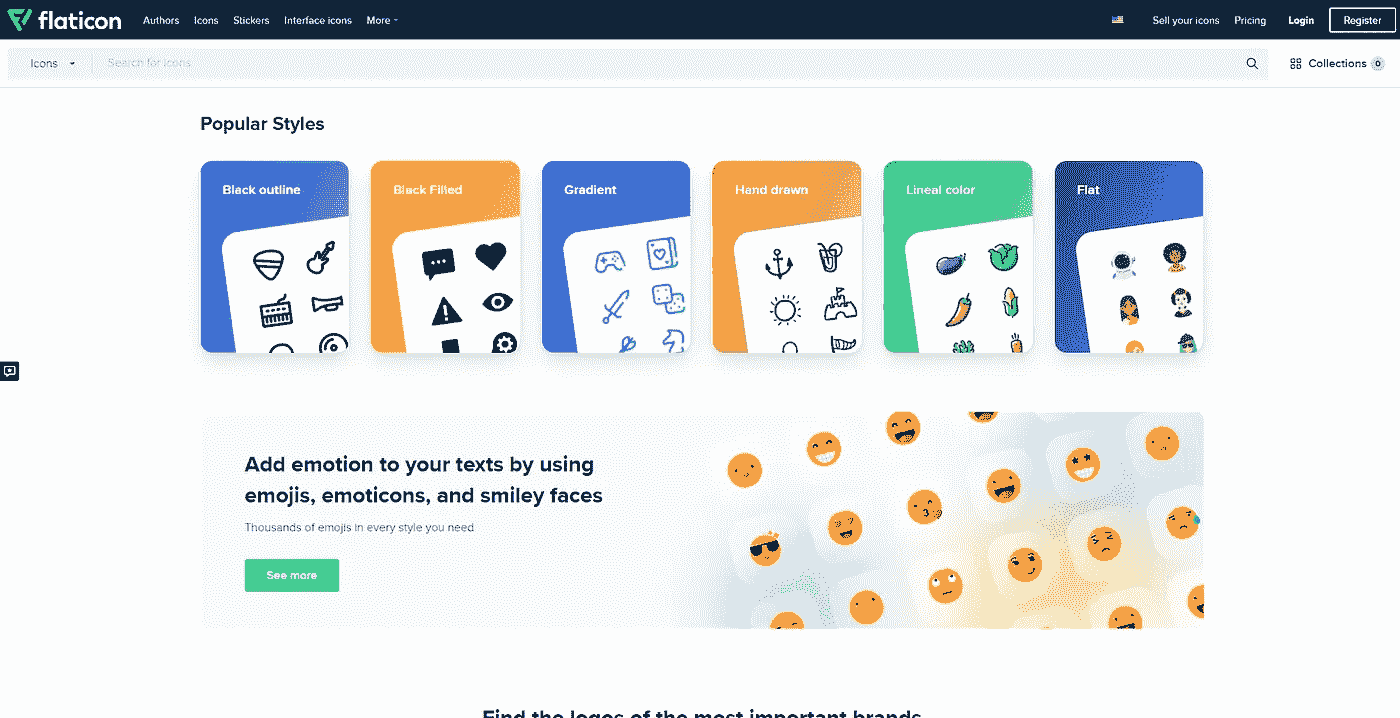 flaticon
Authors Icons Stickers Interface icons More
Sell your icons Pricing Login Register
Icons Search for icons
Collections 0
Popular Styles
Black outline
Black Filled
Gradient
Hand drawn
Lineal color
Flat
Add emotion to your texts by using
emojis, emoticons, and smiley faces
Thousands of emojis in every style you need
See more
Find the logos of the most important brands